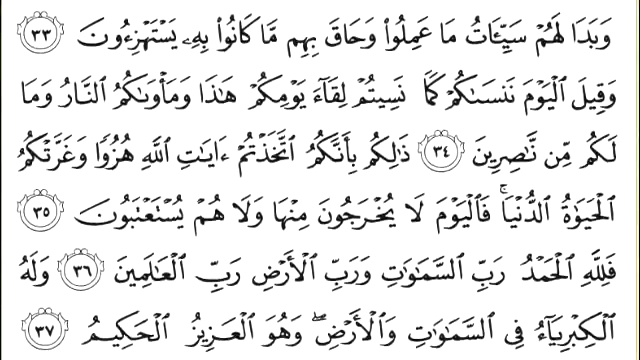 وَبَدَا لَهُمْ سَيِّـَٔاتُ مَا عَمِلُوا۟ وَحَاقَ بِهِم مَّا كَانُوا۟ بِهِۦ يَسْتَهْزِءُونَ ٣٣
وَقِيلَ ٱلْيَوْمَ نَنسَىٰكُمْ كَمَا نَسِيتُمْ لِقَآءَ يَوْمِكُمْ هَـٰذَا وَمَأْوَىٰكُمُ ٱلنَّارُ وَمَا
لَكُم مِّن نَّـٰصِرِينَ ٣٤ ذَٰلِكُم بِأَنَّكُمُ ٱتَّخَذْتُمْ ءَايَـٰتِ ٱللَّهِ هُزُوًا وَغَرَّتْكُمُ
ٱلْحَيَوٰةُ ٱلدُّنْيَا ۚ فَٱلْيَوْمَ لَا يُخْرَجُونَ مِنْهَا وَلَا هُمْ يُسْتَعْتَبُونَ ٣٥
فَلِلَّهِ ٱلْحَمْدُ رَبِّ ٱلسَّمَـٰوَٰتِ وَرَبِّ ٱلْأَرْضِ رَبِّ ٱلْعَـٰلَمِينَ ٣٦ وَلَهُ
ٱلْكِبْرِيَآءُ فِى ٱلسَّمَـٰوَٰتِ وَٱلْأَرْضِ ۖ وَهُوَ ٱلْعَزِيزُ ٱلْحَكِيمُ ٣٧